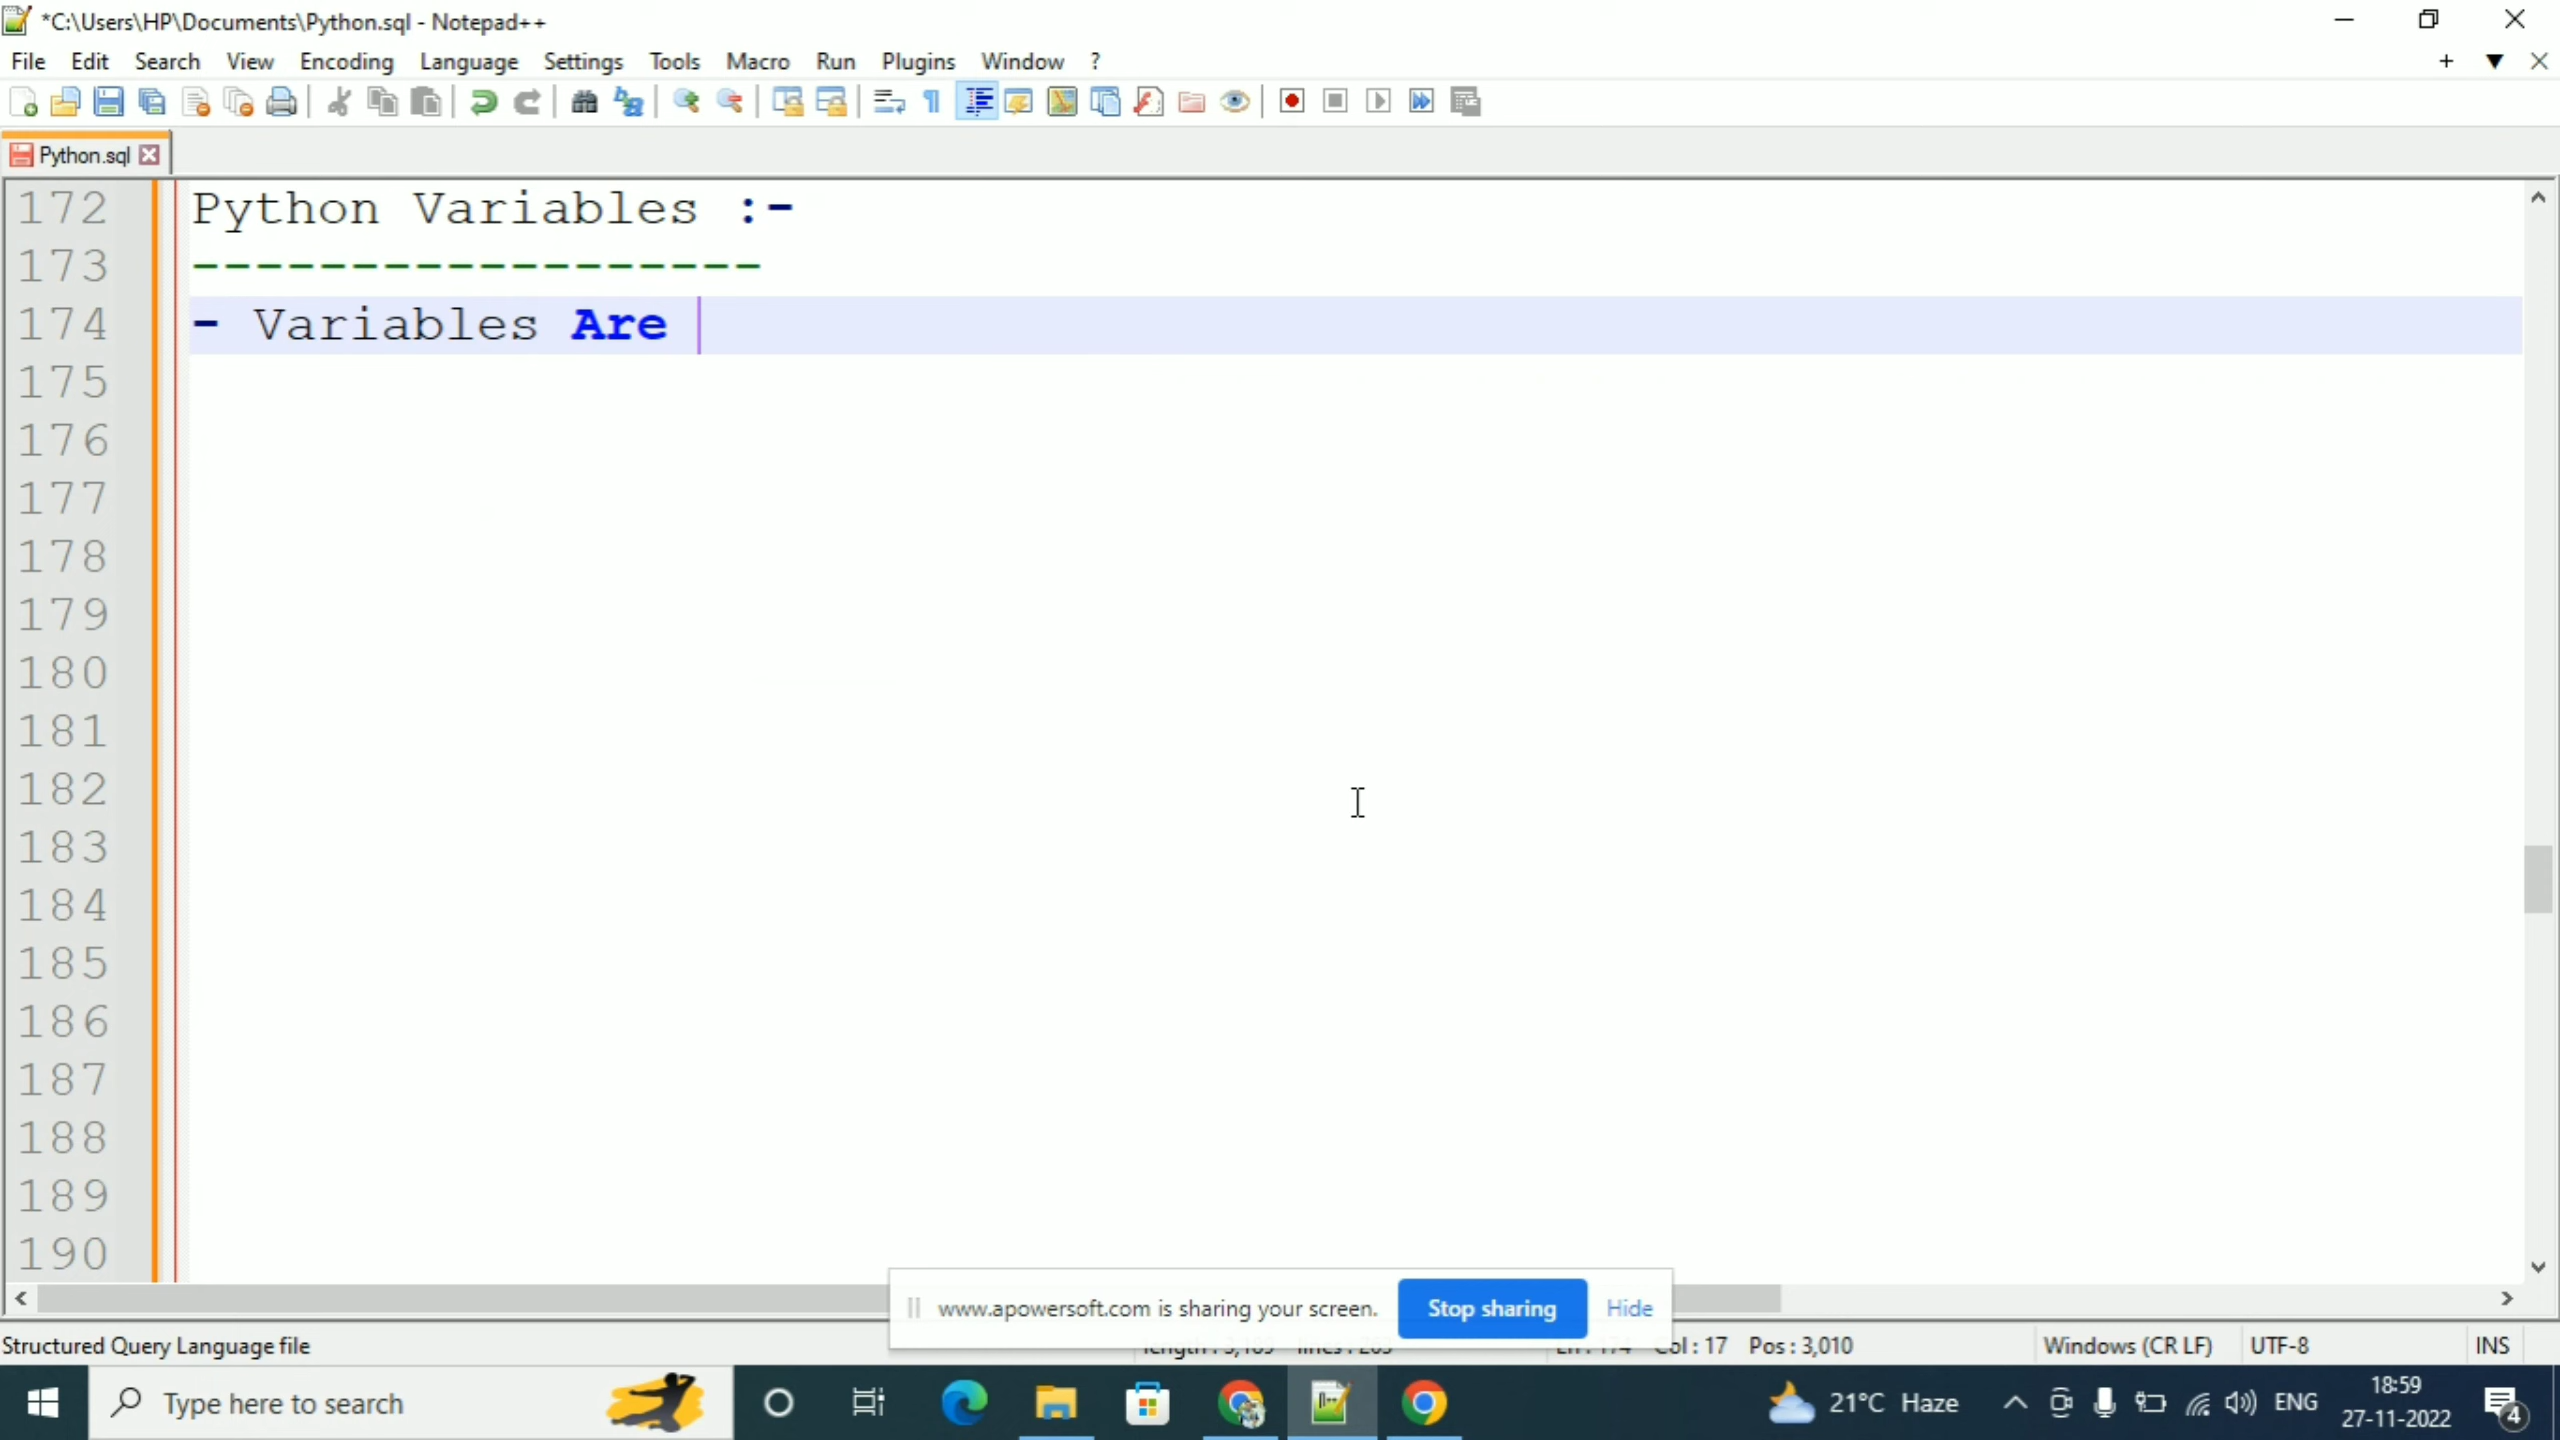 *C:\Users\HP\Documents\Python.sql - Notepad++
File Edit Search View Encoding Language Settings Tools Macro Run Plugins Window ?
Python.sql
172 Python Variables :-
173 -------------------
174 - Variables Are
175
176
177
178
179
180
181
182
183
184
185
186
187
188
189
190
www.apowersoft.com is sharing your screen. Stop sharing Hide
Structured Query Language file Col : 17 Pos : 3,010 Windows (CR LF) UTF-8 INS
Type here to search 21°C Haze ENG 18:59
27-11-2022 4